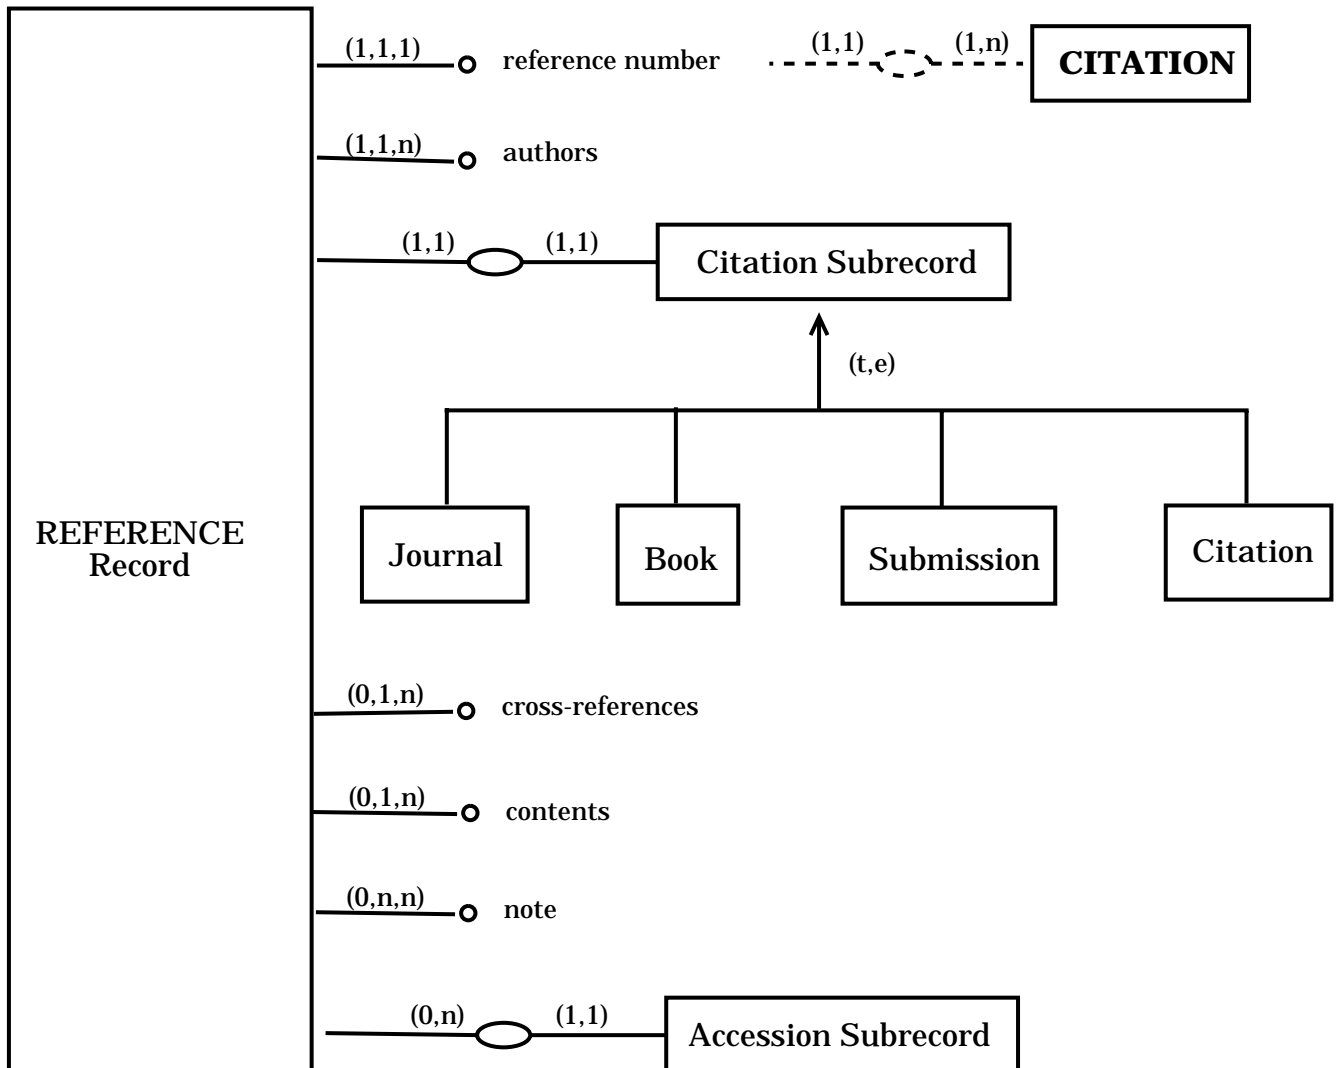 (1,1,1) reference number (1,1) (1,n) CITATION
(1,1,n) authors
(1,1) (1,1) Citation Subrecord
(t,e)
REFERENCE
Record
Journal Book Submission Citation
(0,1,n) cross-references
(0,1,n) contents
(0,n,n) note
(0,n) (1,1) Accession Subrecord